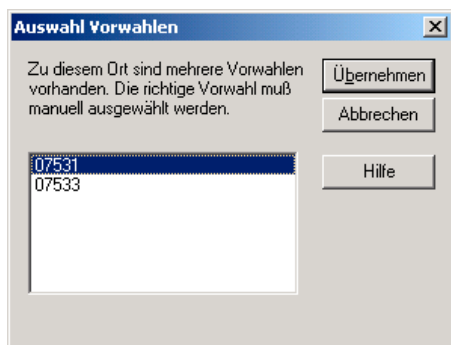 Auswahl Vorwahlen
Zu diesem Ort sind mehrere Vorwahlen
vorhanden. Die richtige Vorwahl muß
manuell ausgewählt werden.
Übernehmen
Abbrechen
Hilfe
07531
07533